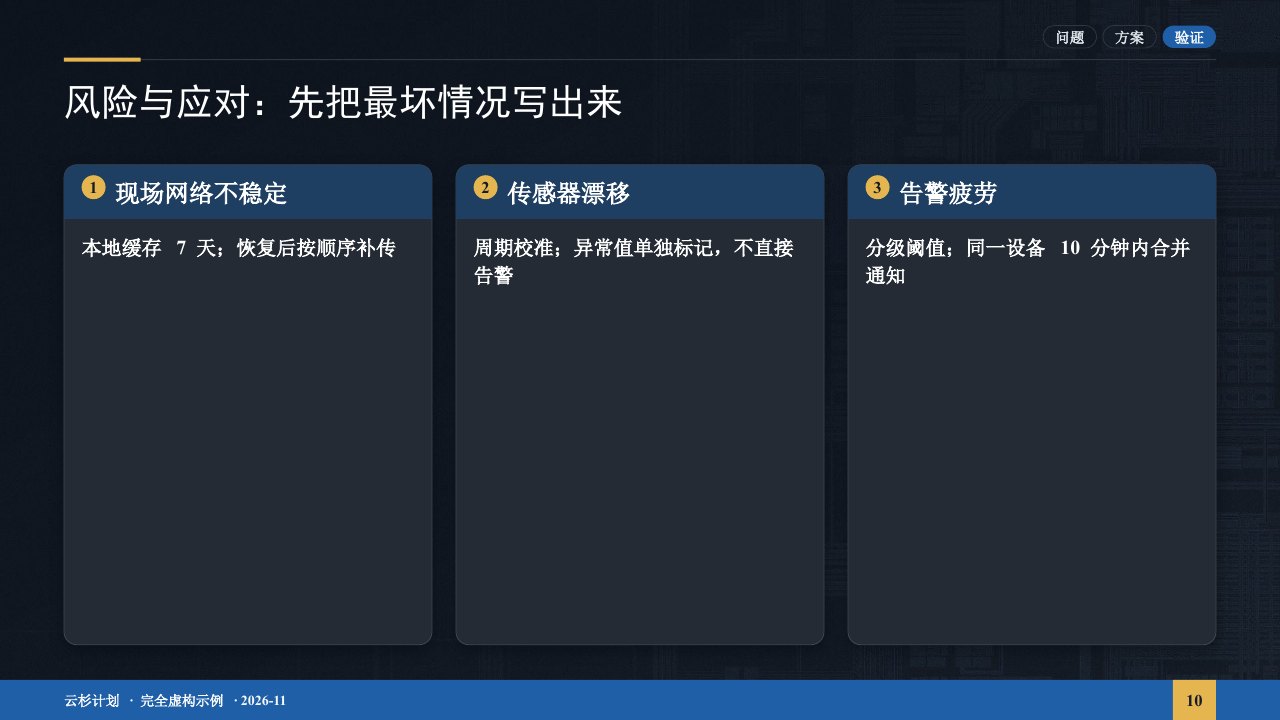 问题 方案 验证
风险与应对：先把最坏情况写出来
1 现场网络不稳定
本地缓存 7 天；恢复后按顺序补传
2 传感器漂移
周期校准；异常值单独标记，不直接
告警
3 告警疲劳
分级阈值；同一设备 10 分钟内合并
通知
云杉计划 · 完全虚构示例 · 2026-11
10